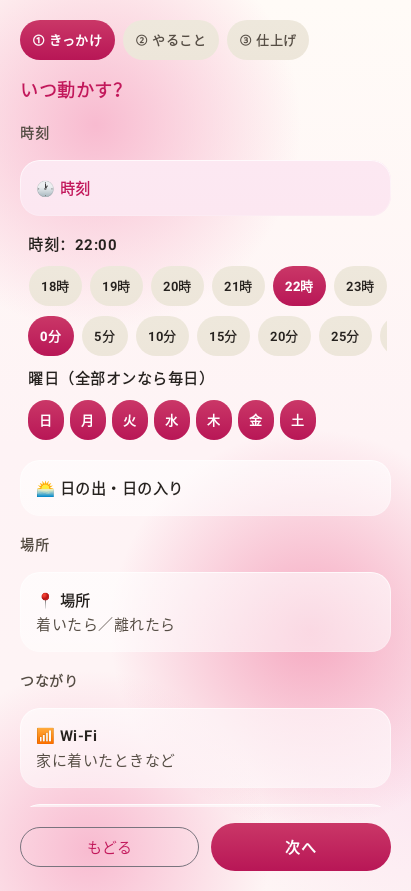 ① きっかけ ② やること ③ 仕上げ
いつ動かす？
時刻
🕐 時刻
時刻：22:00
18時 19時 20時 21時 22時 23時
0分 5分 10分 15分 20分 25分
曜日（全部オンなら毎日）
日 月 火 水 木 金 土
🌅 日の出・日の入り
場所
📍 場所
着いたら／離れたら
つながり
📶 Wi-Fi
家に着いたときなど
もどる 次へ